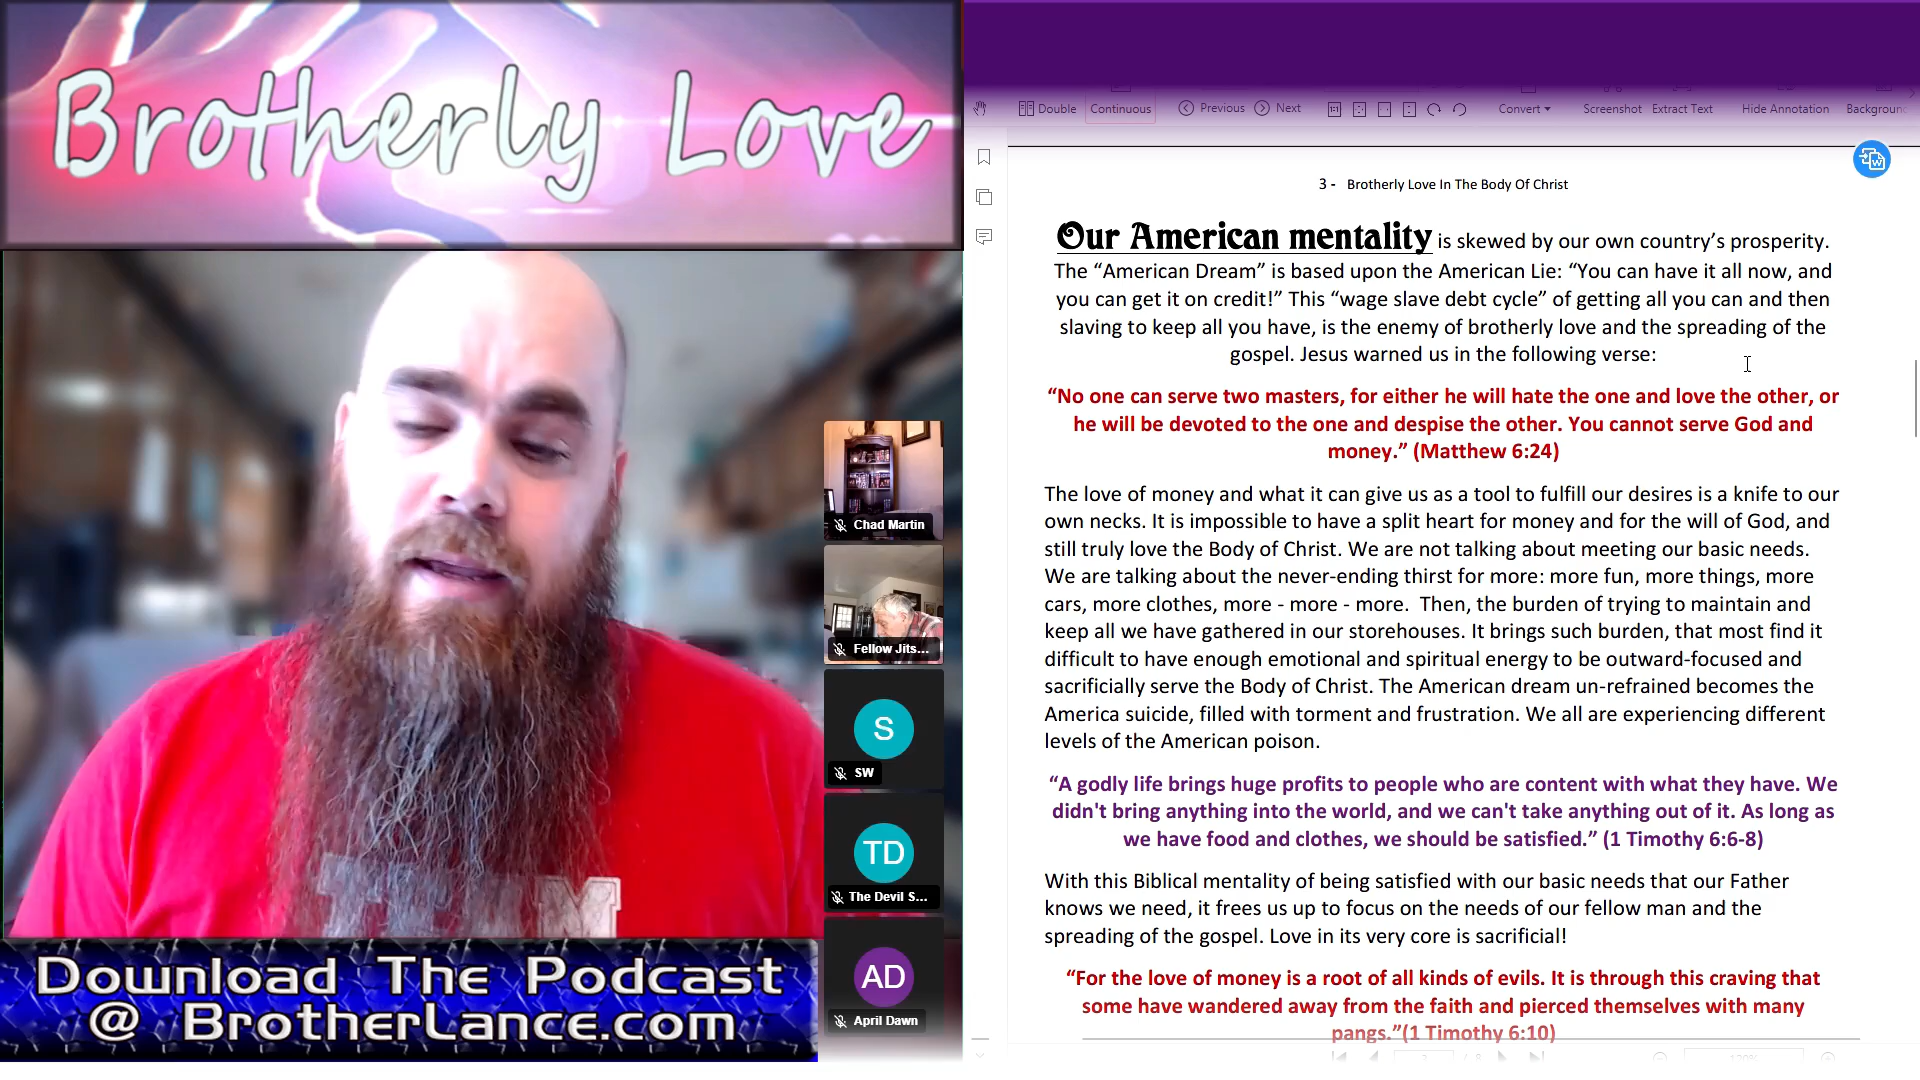 Brotherly Love
Double
Continuous
Previous
Next
Convert
Screenshot
Extract Text
Hide Annotation
3 - Brotherly Love In The Body Of Christ
Our American mentality is skewed by our own country’s prosperity.
The “American Dream” is based upon the American Lie: “You can have it all now, and
you can get it on credit!” This “wage slave debt cycle” of getting all you can and then
slaving to keep all you have, is the enemy of brotherly love and the spreading of the
gospel. Jesus warned us in the following verse:
“No one can serve two masters, for either he will hate the one and love the other, or
he will be devoted to the one and despise the other. You cannot serve God and
money.” (Matthew 6:24)
The love of money and what it can give us as a tool to fulfill our desires is a knife to our
own necks. It is impossible to have a split heart for money and for the will of God, and
still truly love the Body of Christ. We are not talking about meeting our basic needs.
We are talking about the never-ending thirst for more: more fun, more things, more
cars, more clothes, more - more - more.  Then, the burden of trying to maintain and
keep all we have gathered in our storehouses. It brings such burden, that most find it
difficult to have enough emotional and spiritual energy to be outward-focused and
sacrificially serve the Body of Christ. The American dream un-refrained becomes the
America suicide, filled with torment and frustration. We all are experiencing different
levels of the American poison.
“A godly life brings huge profits to people who are content with what they have. We
didn't bring anything into the world, and we can't take anything out of it. As long as
we have food and clothes, we should be satisfied.” (1 Timothy 6:6-8)
With this Biblical mentality of being satisfied with our basic needs that our Father
knows we need, it frees us up to focus on the needs of our fellow man and the
spreading of the gospel. Love in its very core is sacrificial!
“For the love of money is a root of all kinds of evils. It is through this craving that
some have wandered away from the faith and pierced themselves with many
pangs.”(1 Timothy 6:10)
Chad Martin
Fellow Jits...
S
SW
TD
The Devil S...
AD
April Dawn
Download The Podcast
@ BrotherLance.com